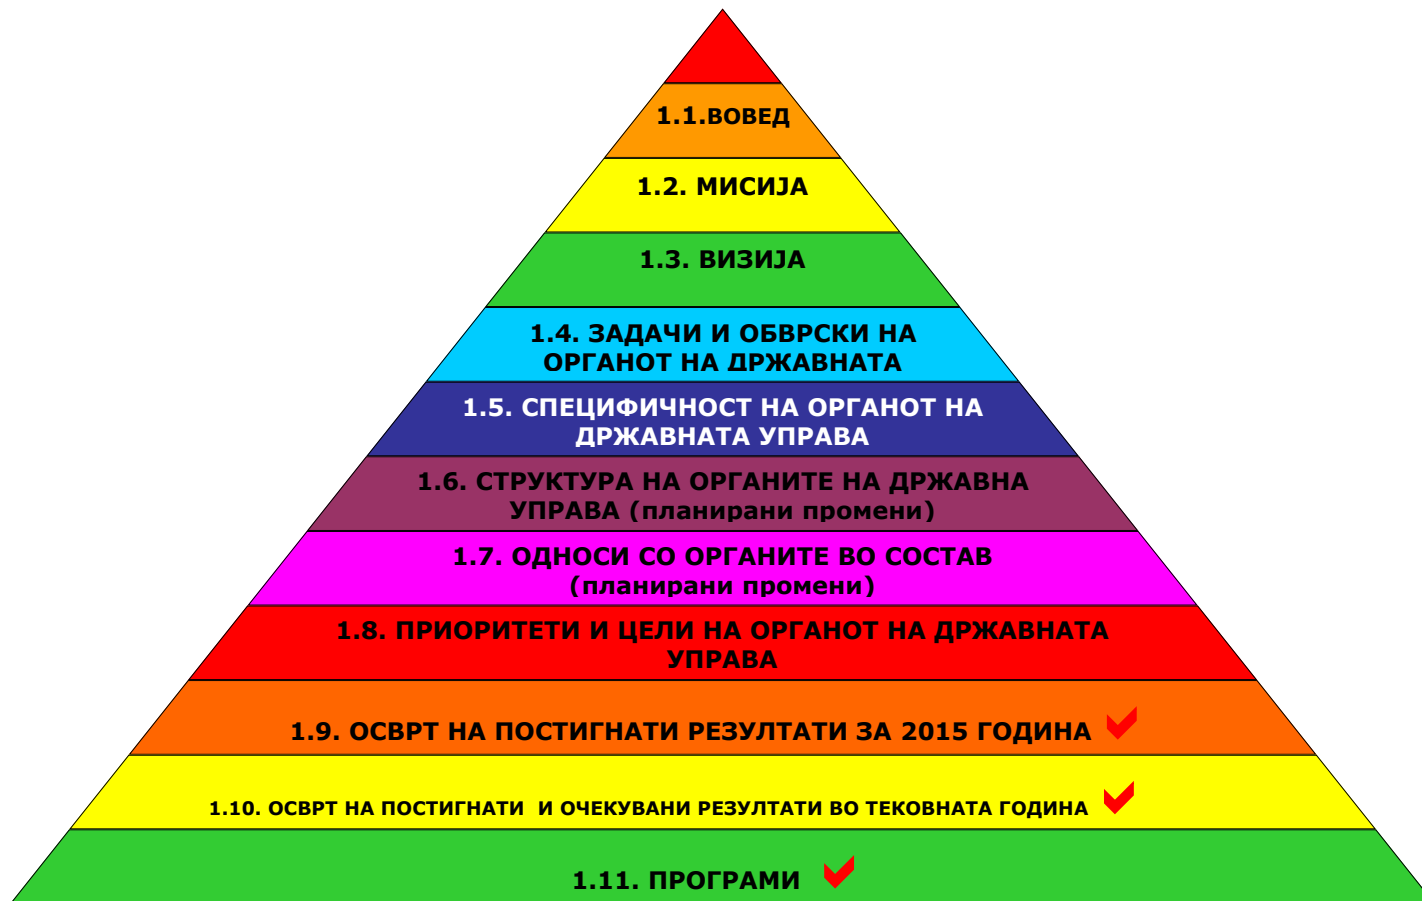 1.1.ВОВЕД
1.2. МИСИЈА
1.3. ВИЗИЈА
1.4. ЗАДАЧИ И ОБВРСКИ НА
ОРГАНОТ НА ДРЖАВНАТА
1.5. СПЕЦИФИЧНОСТ НА ОРГАНОТ НА
ДРЖАВНАТА УПРАВА
1.6. СТРУКТУРА НА ОРГАНИТЕ НА ДРЖАВНА
УПРАВА (планирани промени)
1.7. ОДНОСИ СО ОРГАНИТЕ ВО СОСТАВ
(планирани промени)
1.8. ПРИОРИТЕТИ И ЦЕЛИ НА ОРГАНОТ НА ДРЖАВНАТА
УПРАВА
1.9. ОСВРТ НА ПОСТИГНАТИ РЕЗУЛТАТИ ЗА 2015 ГОДИНА
1.10. ОСВРТ НА ПОСТИГНАТИ И ОЧЕКУВАНИ РЕЗУЛТАТИ ВО ТЕКОВНАТА ГОДИНА
1.11. ПРОГРАМИ